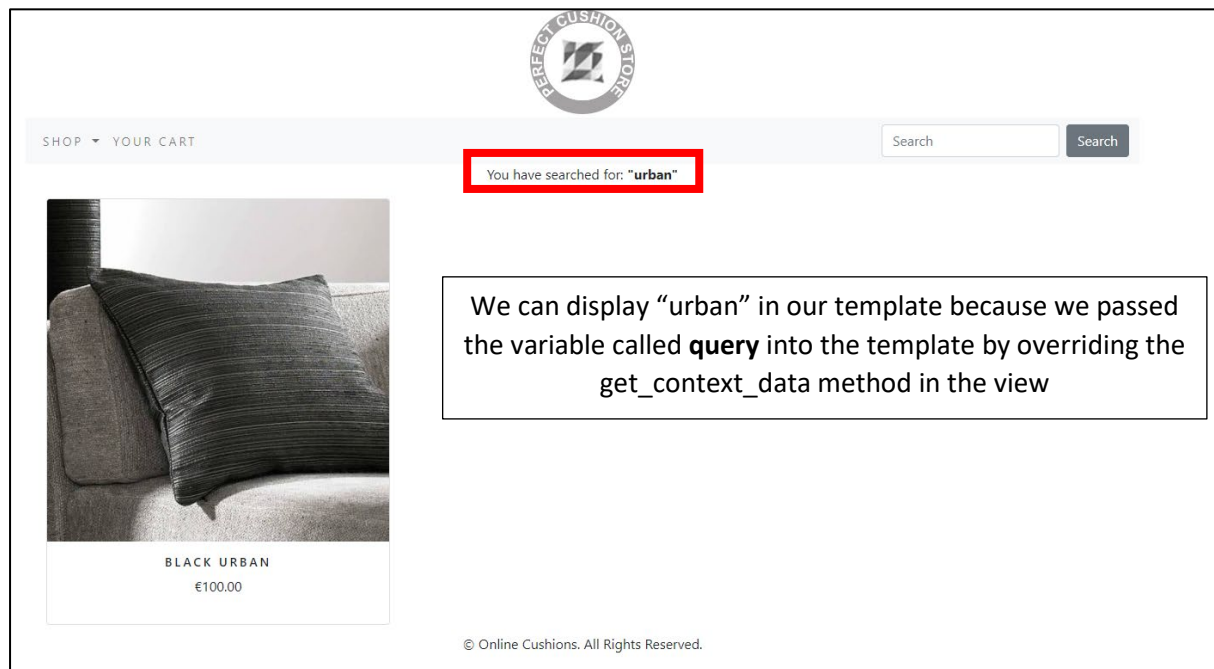 PERFECT CUSHION STORE
SHOP YOUR CART
Search
Search
You have searched for: "urban"
We can display “urban” in our template because we passed
the variable called query into the template by overriding the
get_context_data method in the view
BLACK URBAN
€100.00
© Online Cushions. All Rights Reserved.